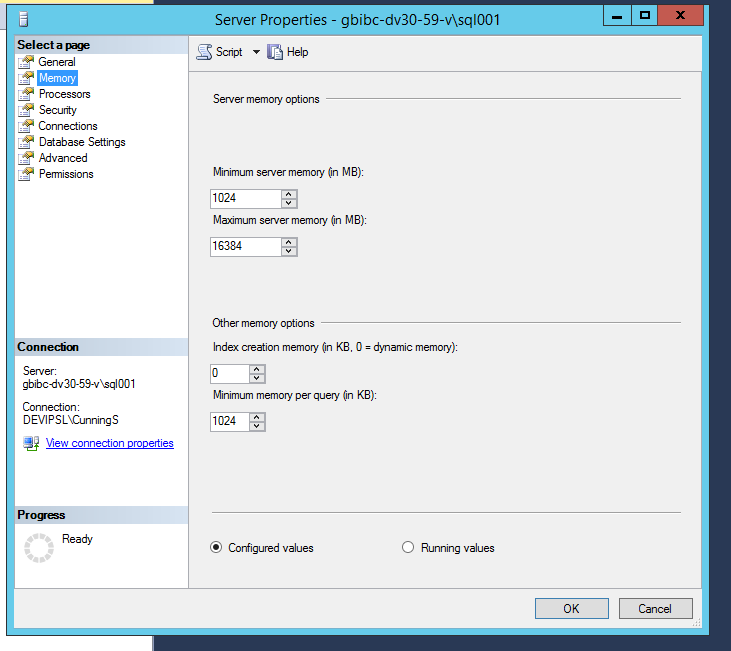 Server Properties - gbibc-dv30-59-v\sql001
Select a page
General
Memory
Processors
Security
Connections
Database Settings
Advanced
Permissions
Connection
Server:
gbibc-dv30-59-v\sql001
Connection:
DEVIPSL\CunningS
View connection properties
Progress
Ready
Script Help
Server memory options
Minimum server memory (in MB):
1024
Maximum server memory (in MB):
16384
Other memory options
Index creation memory (in KB, 0 = dynamic memory):
0
Minimum memory per query (in KB):
1024
Configured values Running values
OK Cancel